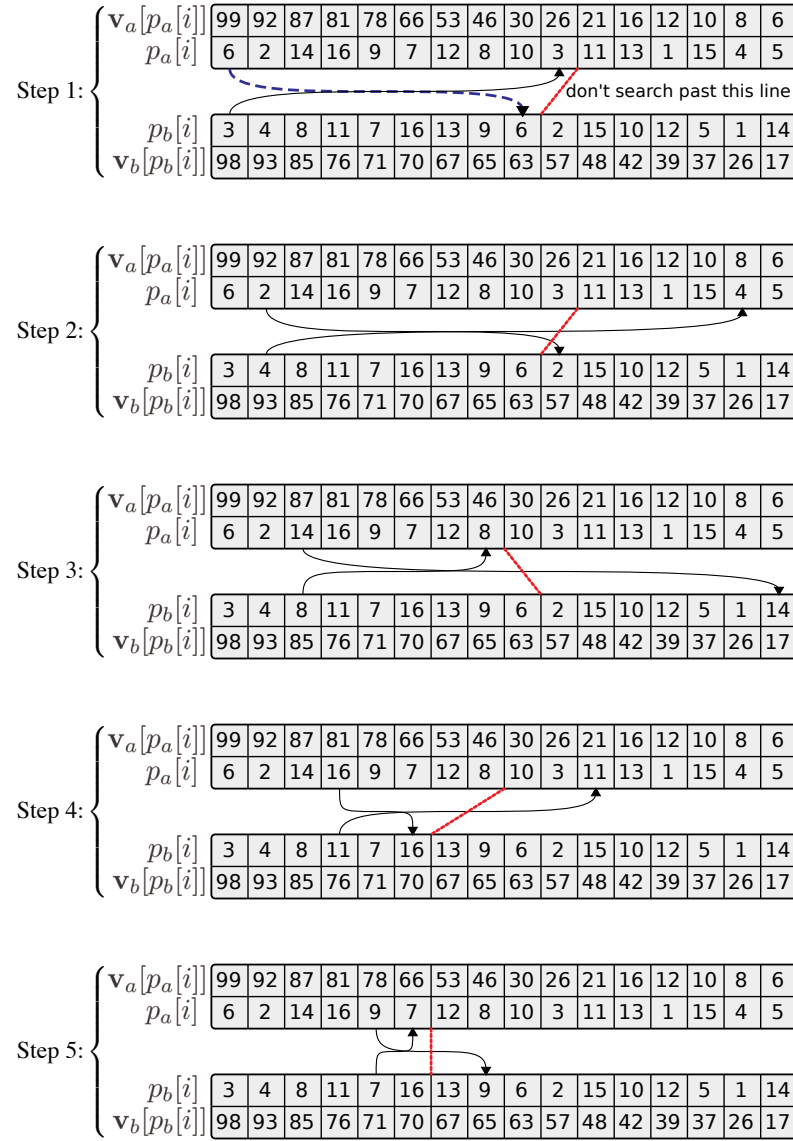 v_a[p_a[i]] 99 92 87 81 78 66 53 46 30 26 21 16 12 10 8 6
p_a[i] 6 2 14 16 9 7 12 8 10 3 11 13 1 15 4 5
Step 1:
don't search past this line
p_b[i] 3 4 8 11 7 16 13 9 6 2 15 10 12 5 1 14
v_b[p_b[i]] 98 93 85 76 71 70 67 65 63 57 48 42 39 37 26 17
v_a[p_a[i]] 99 92 87 81 78 66 53 46 30 26 21 16 12 10 8 6
p_a[i] 6 2 14 16 9 7 12 8 10 3 11 13 1 15 4 5
Step 2:
p_b[i] 3 4 8 11 7 16 13 9 6 2 15 10 12 5 1 14
v_b[p_b[i]] 98 93 85 76 71 70 67 65 63 57 48 42 39 37 26 17
v_a[p_a[i]] 99 92 87 81 78 66 53 46 30 26 21 16 12 10 8 6
p_a[i] 6 2 14 16 9 7 12 8 10 3 11 13 1 15 4 5
Step 3:
p_b[i] 3 4 8 11 7 16 13 9 6 2 15 10 12 5 1 14
v_b[p_b[i]] 98 93 85 76 71 70 67 65 63 57 48 42 39 37 26 17
v_a[p_a[i]] 99 92 87 81 78 66 53 46 30 26 21 16 12 10 8 6
p_a[i] 6 2 14 16 9 7 12 8 10 3 11 13 1 15 4 5
Step 4:
p_b[i] 3 4 8 11 7 16 13 9 6 2 15 10 12 5 1 14
v_b[p_b[i]] 98 93 85 76 71 70 67 65 63 57 48 42 39 37 26 17
v_a[p_a[i]] 99 92 87 81 78 66 53 46 30 26 21 16 12 10 8 6
p_a[i] 6 2 14 16 9 7 12 8 10 3 11 13 1 15 4 5
Step 5:
p_b[i] 3 4 8 11 7 16 13 9 6 2 15 10 12 5 1 14
v_b[p_b[i]] 98 93 85 76 71 70 67 65 63 57 48 42 39 37 26 17